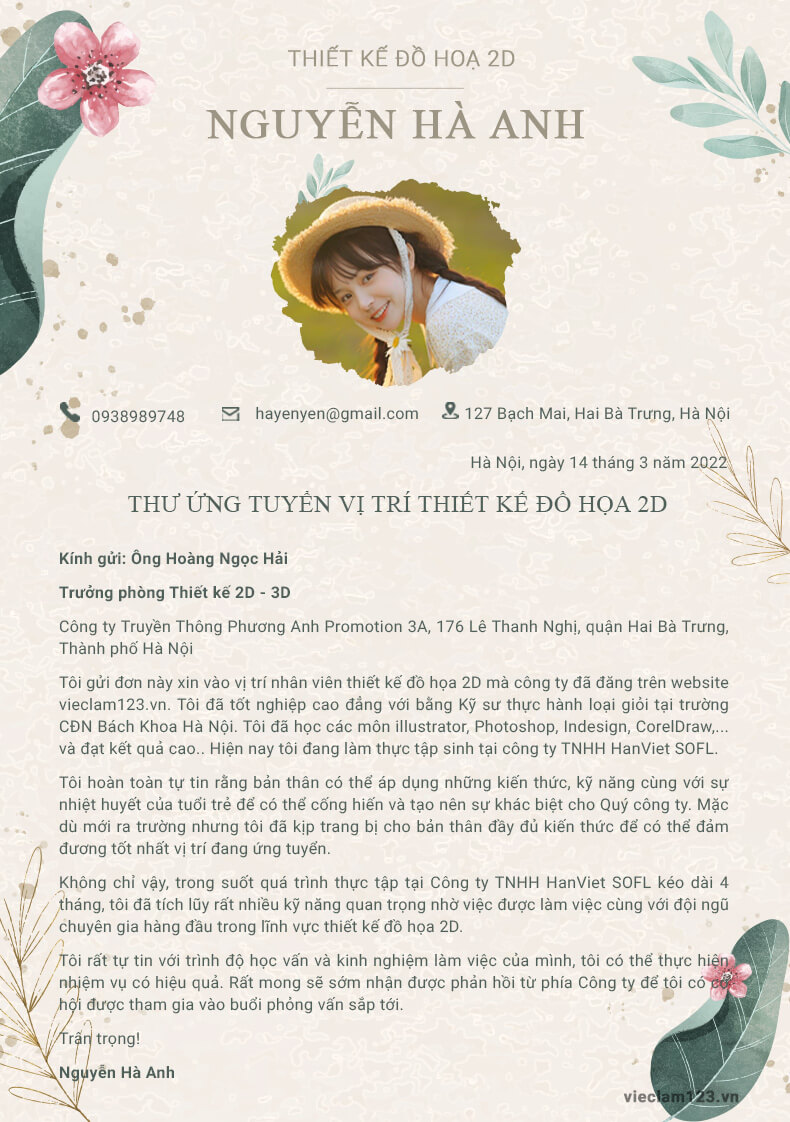 THIẾT KẾ ĐỒ HOẠ 2D
NGUYỄN HÀ ANH
0938989748
hayenyen@gmail.com
127 Bạch Mai, Hai Bà Trưng, Hà Nội
Hà Nội, ngày 14 tháng 3 năm 2022
THƯ ỨNG TUYỂN VỊ TRÍ THIẾT KẾ ĐỒ HỌA 2D
Kính gửi: Ông Hoàng Ngọc Hải
Trưởng phòng Thiết kế 2D - 3D
Công ty Truyền Thông Phương Anh Promotion 3A, 176 Lê Thanh Nghị, quận Hai Bà Trưng,
Thành phố Hà Nội
Tôi gửi đơn này xin vào vị trí nhân viên thiết kế đồ họa 2D mà công ty đã đăng trên website
vieclam123.vn. Tôi đã tốt nghiệp cao đẳng với bằng Kỹ sư thực hành loại giỏi tại trường
CĐN Bách Khoa Hà Nội. Tôi đã học các môn illustrator, Photoshop, Indesign, CorelDraw,...
và đạt kết quả cao.. Hiện nay tôi đang làm thực tập sinh tại công ty TNHH HanViet SOFL.
Tôi hoàn toàn tự tin rằng bản thân có thể áp dụng những kiến thức, kỹ năng cùng với sự
nhiệt huyết của tuổi trẻ để có thể cống hiến và tạo nên sự khác biệt cho Quý công ty. Mặc
dù mới ra trường nhưng tôi đã kịp trang bị cho bản thân đầy đủ kiến thức để có thể đảm
đương tốt nhất vị trí đang ứng tuyển.
Không chỉ vậy, trong suốt quá trình thực tập tại Công ty TNHH HanViet SOFL kéo dài 4
tháng, tôi đã tích lũy rất nhiều kỹ năng quan trọng nhờ việc được làm việc cùng với đội ngũ
chuyên gia hàng đầu trong lĩnh vực thiết kế đồ họa 2D.
Tôi rất tự tin với trình độ học vấn và kinh nghiệm làm việc của mình, tôi có thể thực hiện
nhiệm vụ có hiệu quả. Rất mong sẽ sớm nhận được phản hồi từ phía Công ty để tôi có cơ
hội được tham gia vào buổi phỏng vấn sắp tới.
Trân trọng!
Nguyễn Hà Anh
vieclam123.vn